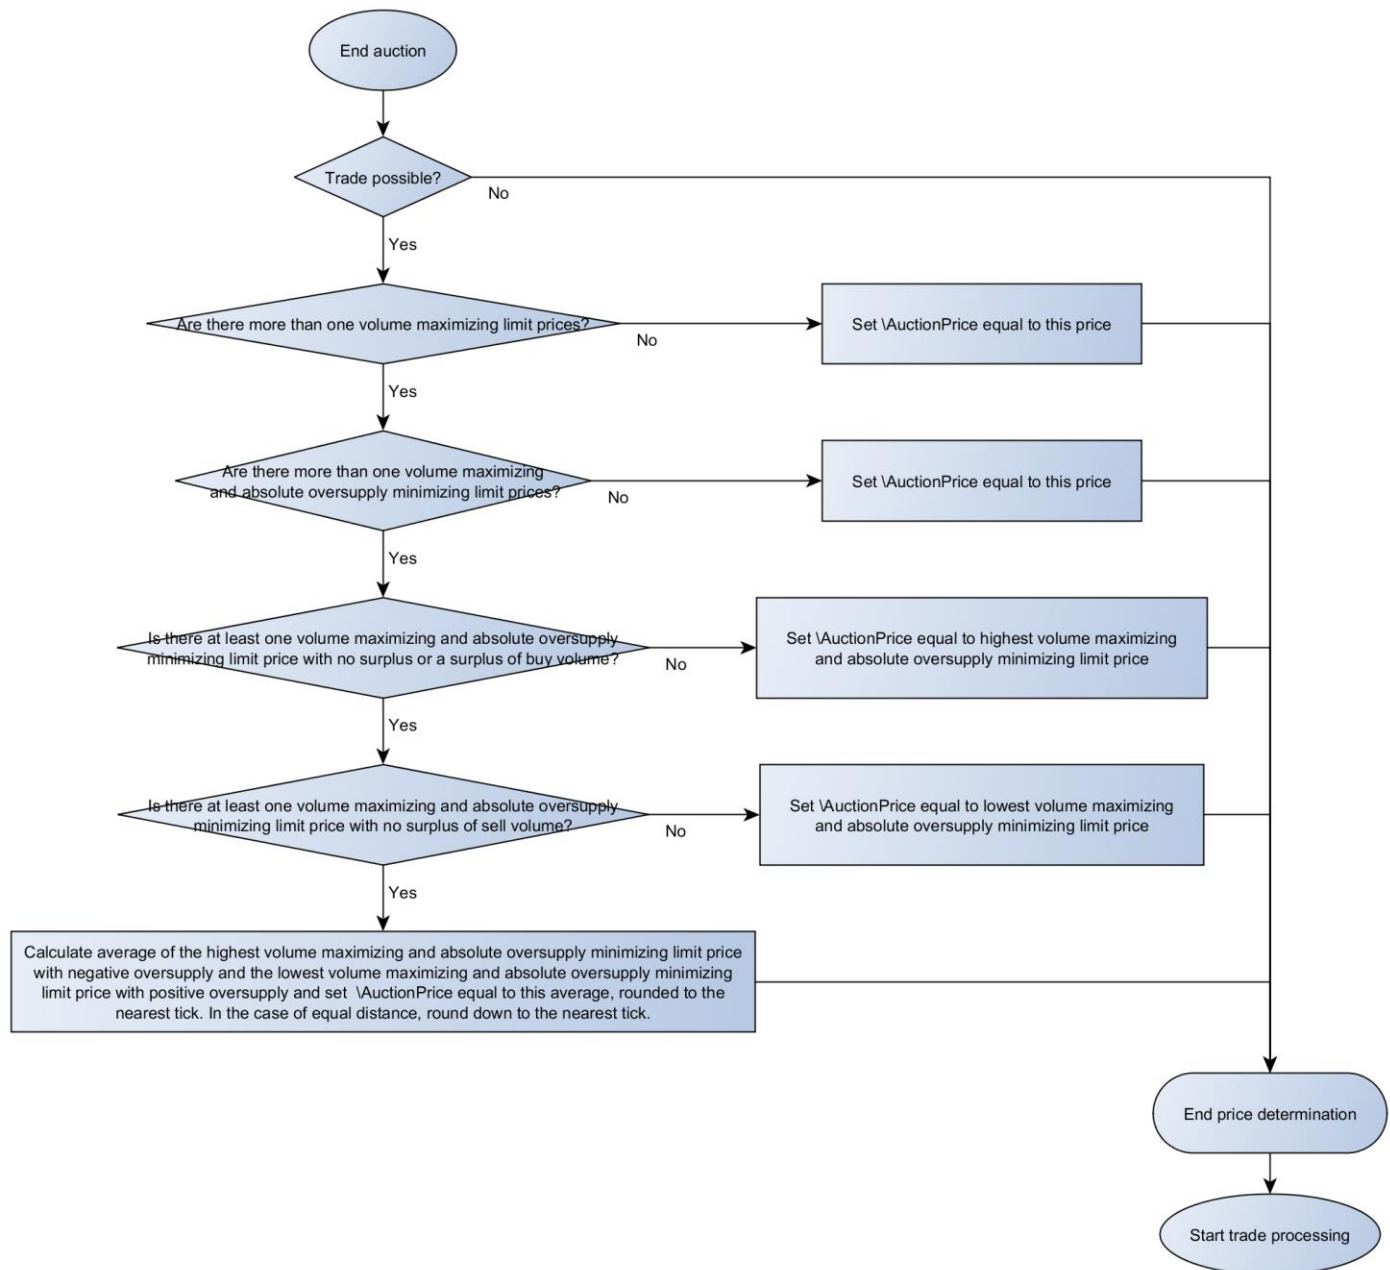 End auction
Trade possible?
No
Yes
Are there more than one volume maximizing limit prices?
No
Set \AuctionPrice equal to this price
Yes
Are there more than one volume maximizing
and absolute oversupply minimizing limit prices?
No
Set \AuctionPrice equal to this price
Yes
Is there at least one volume maximizing and absolute oversupply
minimizing limit price with no surplus or a surplus of buy volume?
No
Set \AuctionPrice equal to highest volume maximizing
and absolute oversupply minimizing limit price
Yes
Is there at least one volume maximizing and absolute oversupply
minimizing limit price with no surplus of sell volume?
No
Set \AuctionPrice equal to lowest volume maximizing
and absolute oversupply minimizing limit price
Yes
Calculate average of the highest volume maximizing and absolute oversupply minimizing limit price
with negative oversupply and the lowest volume maximizing and absolute oversupply minimizing
limit price with positive oversupply and set \AuctionPrice equal to this average, rounded to the
nearest tick. In the case of equal distance, round down to the nearest tick.
End price determination
Start trade processing